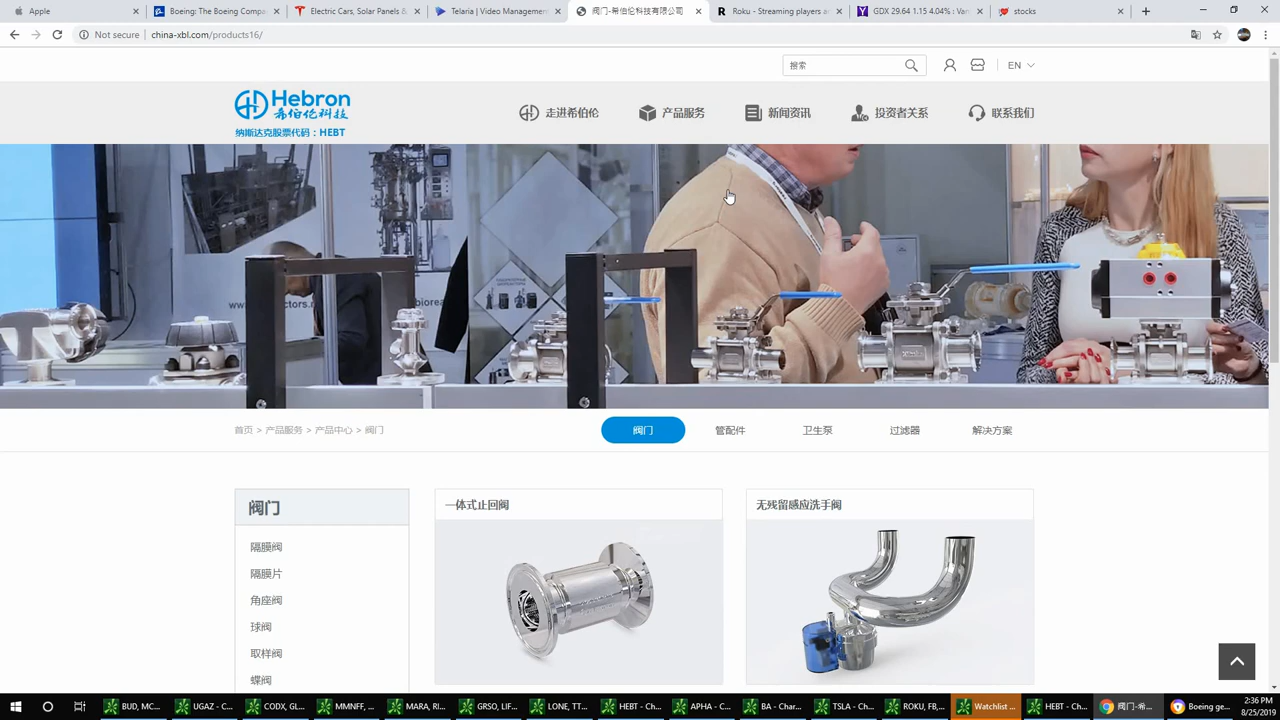 Apple
Boeing: The Boeing Compa
Electric Cars, Solar Panels &
Telaria | Video Management
阀门-希伯伦科技有限公司
Roku - Streaming players a
GDX 29.64 1.15 4.04% : Van
stocks
Not secure | china-xbl.com/products16/
搜索
EN
Hebron
希伯伦科技
纳斯达克股票代码：HEBT
走进希伯伦
产品服务
新闻资讯
投资者关系
联系我们
首页 > 产品服务 > 产品中心 > 阀门
阀门
管配件
卫生泵
过滤器
解决方案
阀门
隔膜阀
隔膜片
角座阀
球阀
取样阀
蝶阀
一体式止回阀
无残留感应洗手阀
BUD, MC...
UGAZ - C...
CODX, GL...
MMNFF, ...
MARA, RI...
GRSO, LIF...
LONE, TT...
HEBT - Ch...
APHA - C...
BA - Char...
TSLA - Ch...
ROKU, FB,...
Watchlist ...
HEBT - Ch...
阀门-希...
Boeing ge...
2:36 PM
8/25/2019